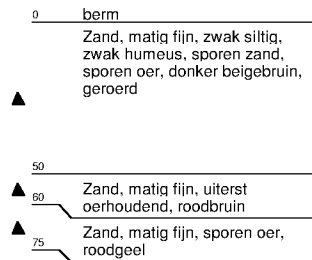 0 berm
Zand, matig fijn, zwak siltig,
zwak humeus, sporen zand,
sporen oer, donker beigebruin,
geroerd
50
Zand, matig fijn, uiterst
60 oerhoudend, roodbruin
Zand, matig fijn, sporen oer,
75 roodgeel